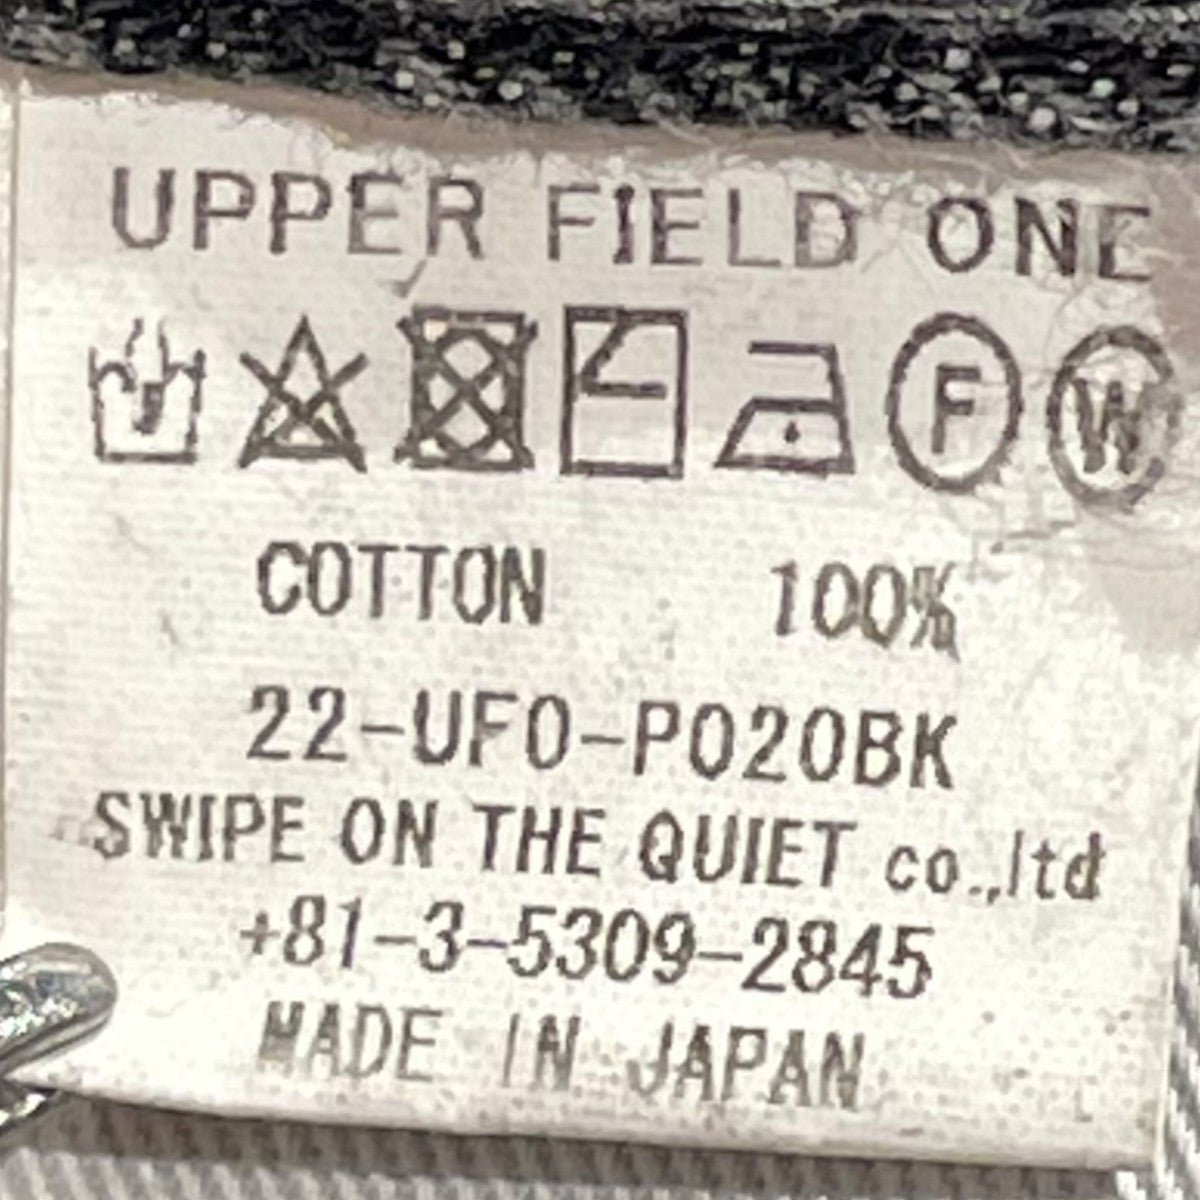 UPPER FIELD ONE
F W
COTTON 100%
22-UFO-P020BK
SWIPE ON THE QUIET co.,ltd
+81-3-5309-2845
MADE IN JAPAN